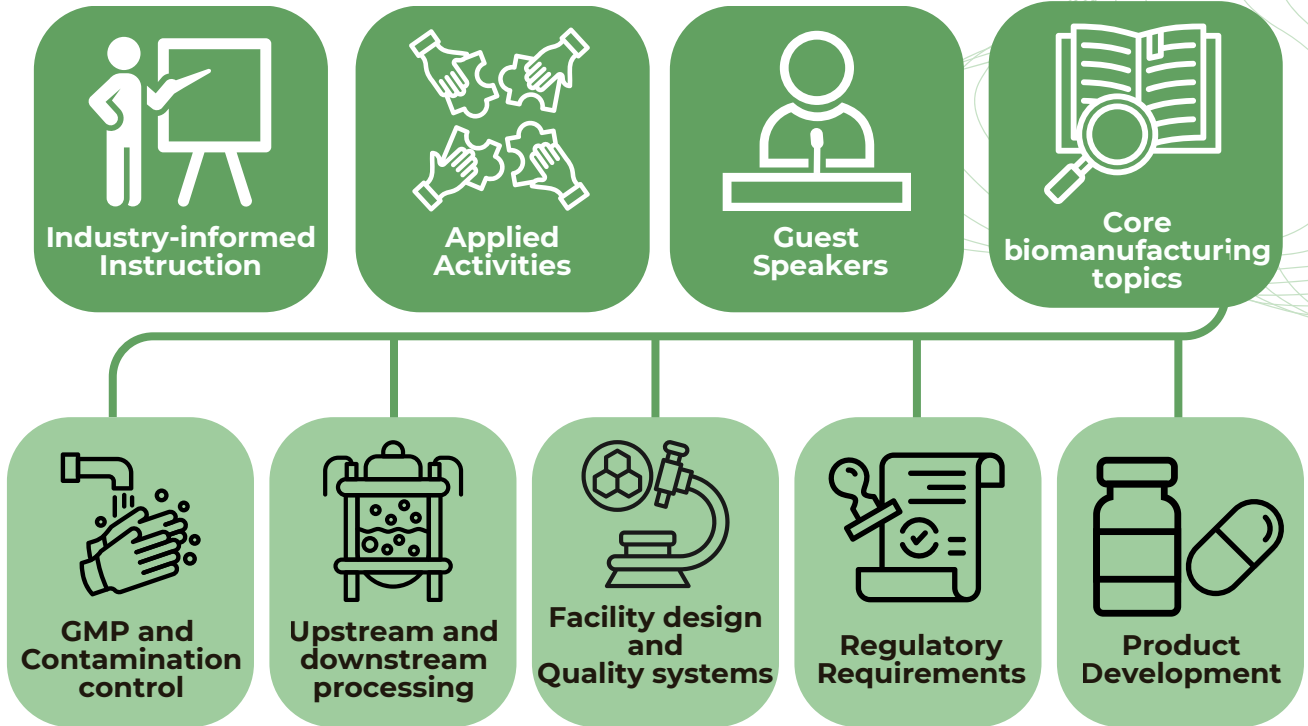 Industry-informed
Instruction
Applied
Activities
Guest
Speakers
Core
biomanufacturing
topics
GMP and
Contamination
control
Upstream and
downstream
processing
Facility design
and
Quality systems
Regulatory
Requirements
Product
Development